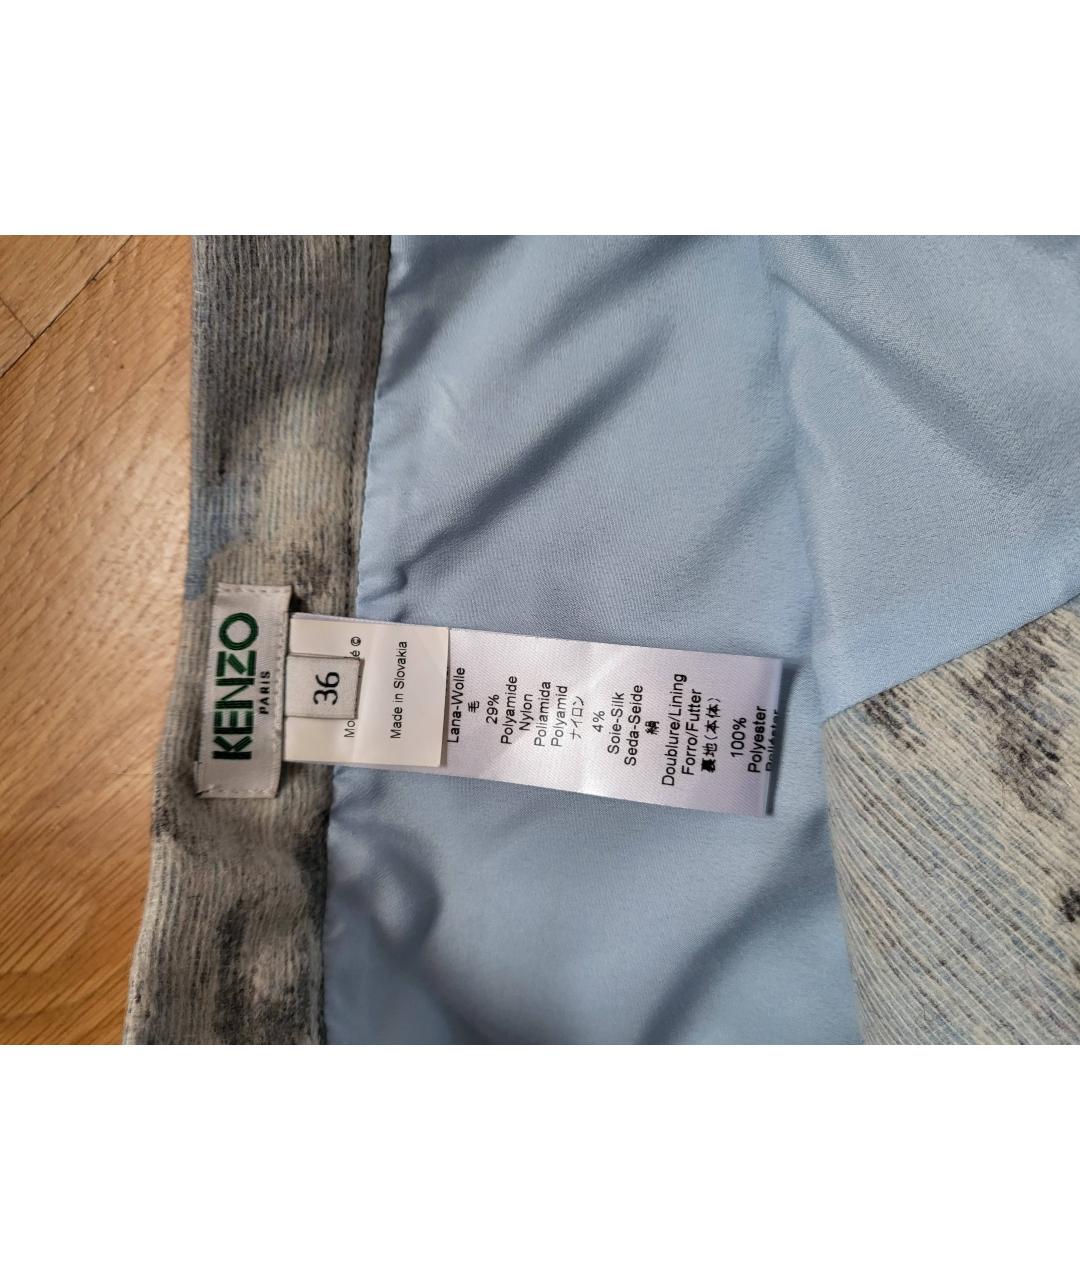 KENZO
PARIS
36
Mo
é ©
Made in Slovakia
Lana-Wolle
毛
29%
Polyamide
Nylon
Poliamida
Polyamid
ナイロン
4%
Soie-Silk
Seda-Seide
絹
Doublure/Lining
Forro/Futter
裏地(本体)
100%
Polyester